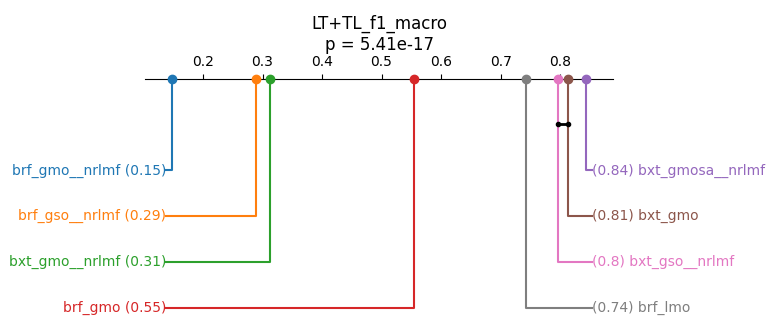 LT+TL_f1_macro
p = 5.41e-17
0.2 0.3 0.4 0.5 0.6 0.7 0.8
brf_gmo__nrlmf (0.15) (0.84) bxt_gmosa__nrlmf
brf_gso__nrlmf (0.29) (0.81) bxt_gmo
bxt_gmo__nrlmf (0.31) (0.8) bxt_gso__nrlmf
brf_gmo (0.55) (0.74) brf_lmo